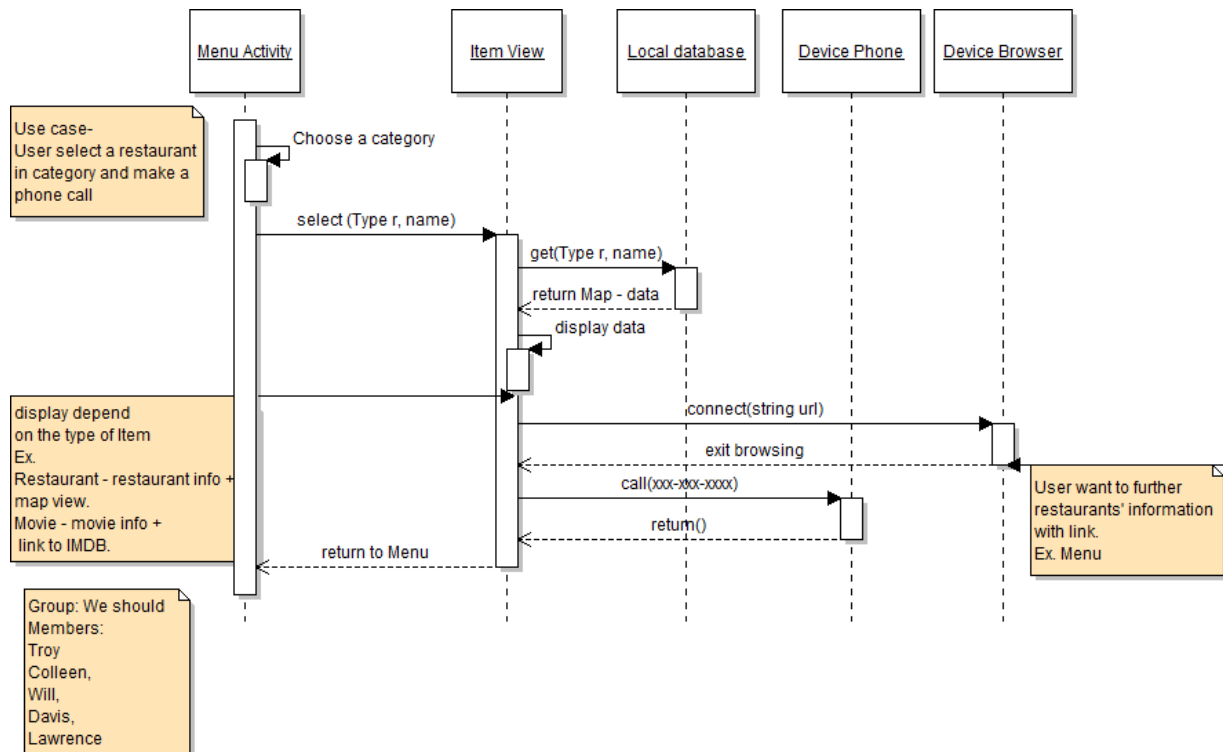 Menu Activity
Item View
Local database
Device Phone
Device Browser
Use case-
User select a restaurant
in category and make a
phone call
Choose a category
select (Type r, name)
get(Type r, name)
return Map - data
display data
display depend
on the type of Item
Ex.
Restaurant - restaurant info +
map view.
Movie - movie info +
link to IMDB.
connect(string url)
exit browsing
call(xxx-xxx-xxxx)
return()
return to Menu
User want to further
restaurants' information
with link.
Ex. Menu
Group: We should
Members:
Troy
Colleen,
Will,
Davis,
Lawrence